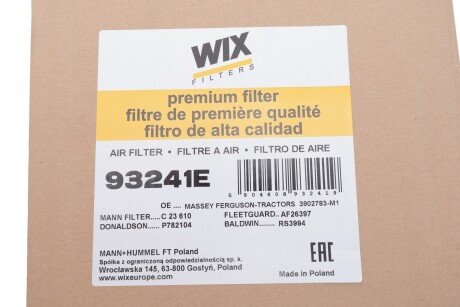 WIX
FILTERS
premium filter
filtre de première qualité
filtro de alta calidad
AIR FILTER • FILTRE A AIR • FILTRO DE AIRE
93241E
5904608932419
OE .... MASSEY FERGUSON-TRACTORS 3902783-M1
MANN FILTER.....C 23 610 FLEETGUARD.. AF26397
DONALDSON.....P782104 BALDWIN....... RS3994
MANN+HUMMEL FT Poland
Spółka z ograniczoną odpowiedzialnością sp. k.
Wrocławska 145, 63-800 Gostyń, Poland
www.wixeurope.com
EAC
Made in Poland